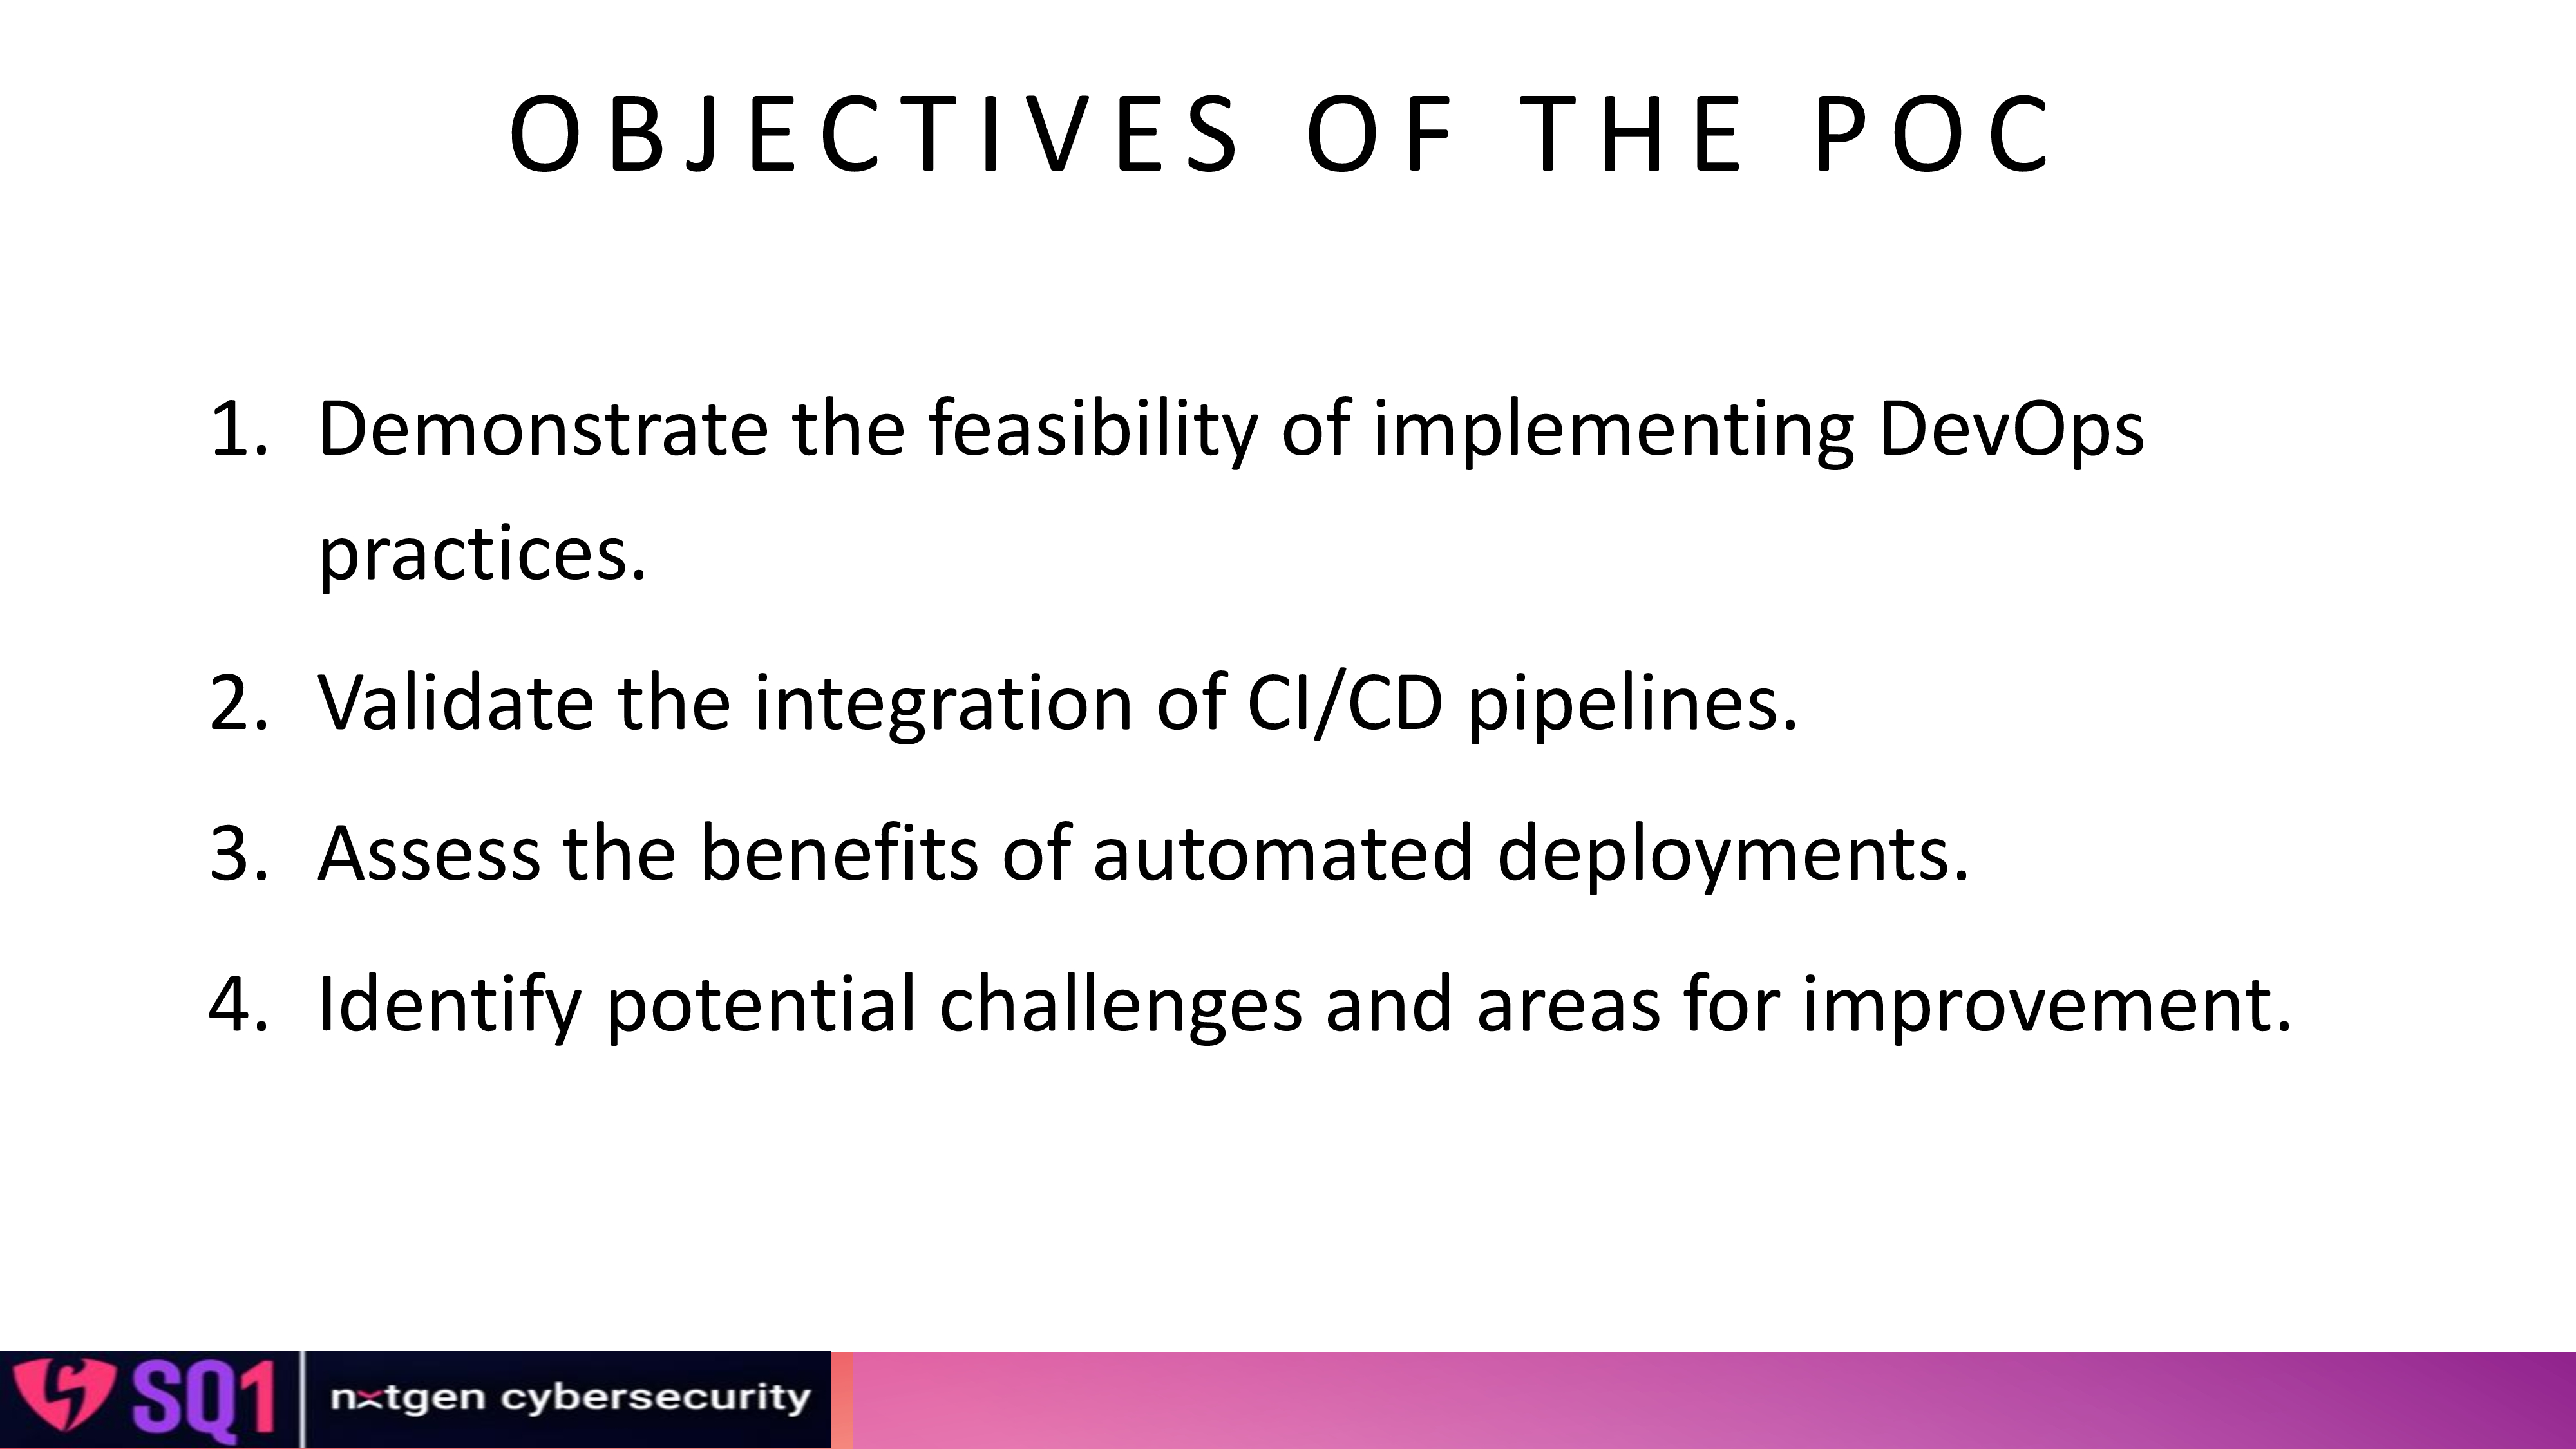 OBJECTIVES OF THE POC
1. Demonstrate the feasibility of implementing DevOps
practices.
2. Validate the integration of CI/CD pipelines.
3. Assess the benefits of automated deployments.
4. Identify potential challenges and areas for improvement.
SQ1 nxtgen cybersecurity